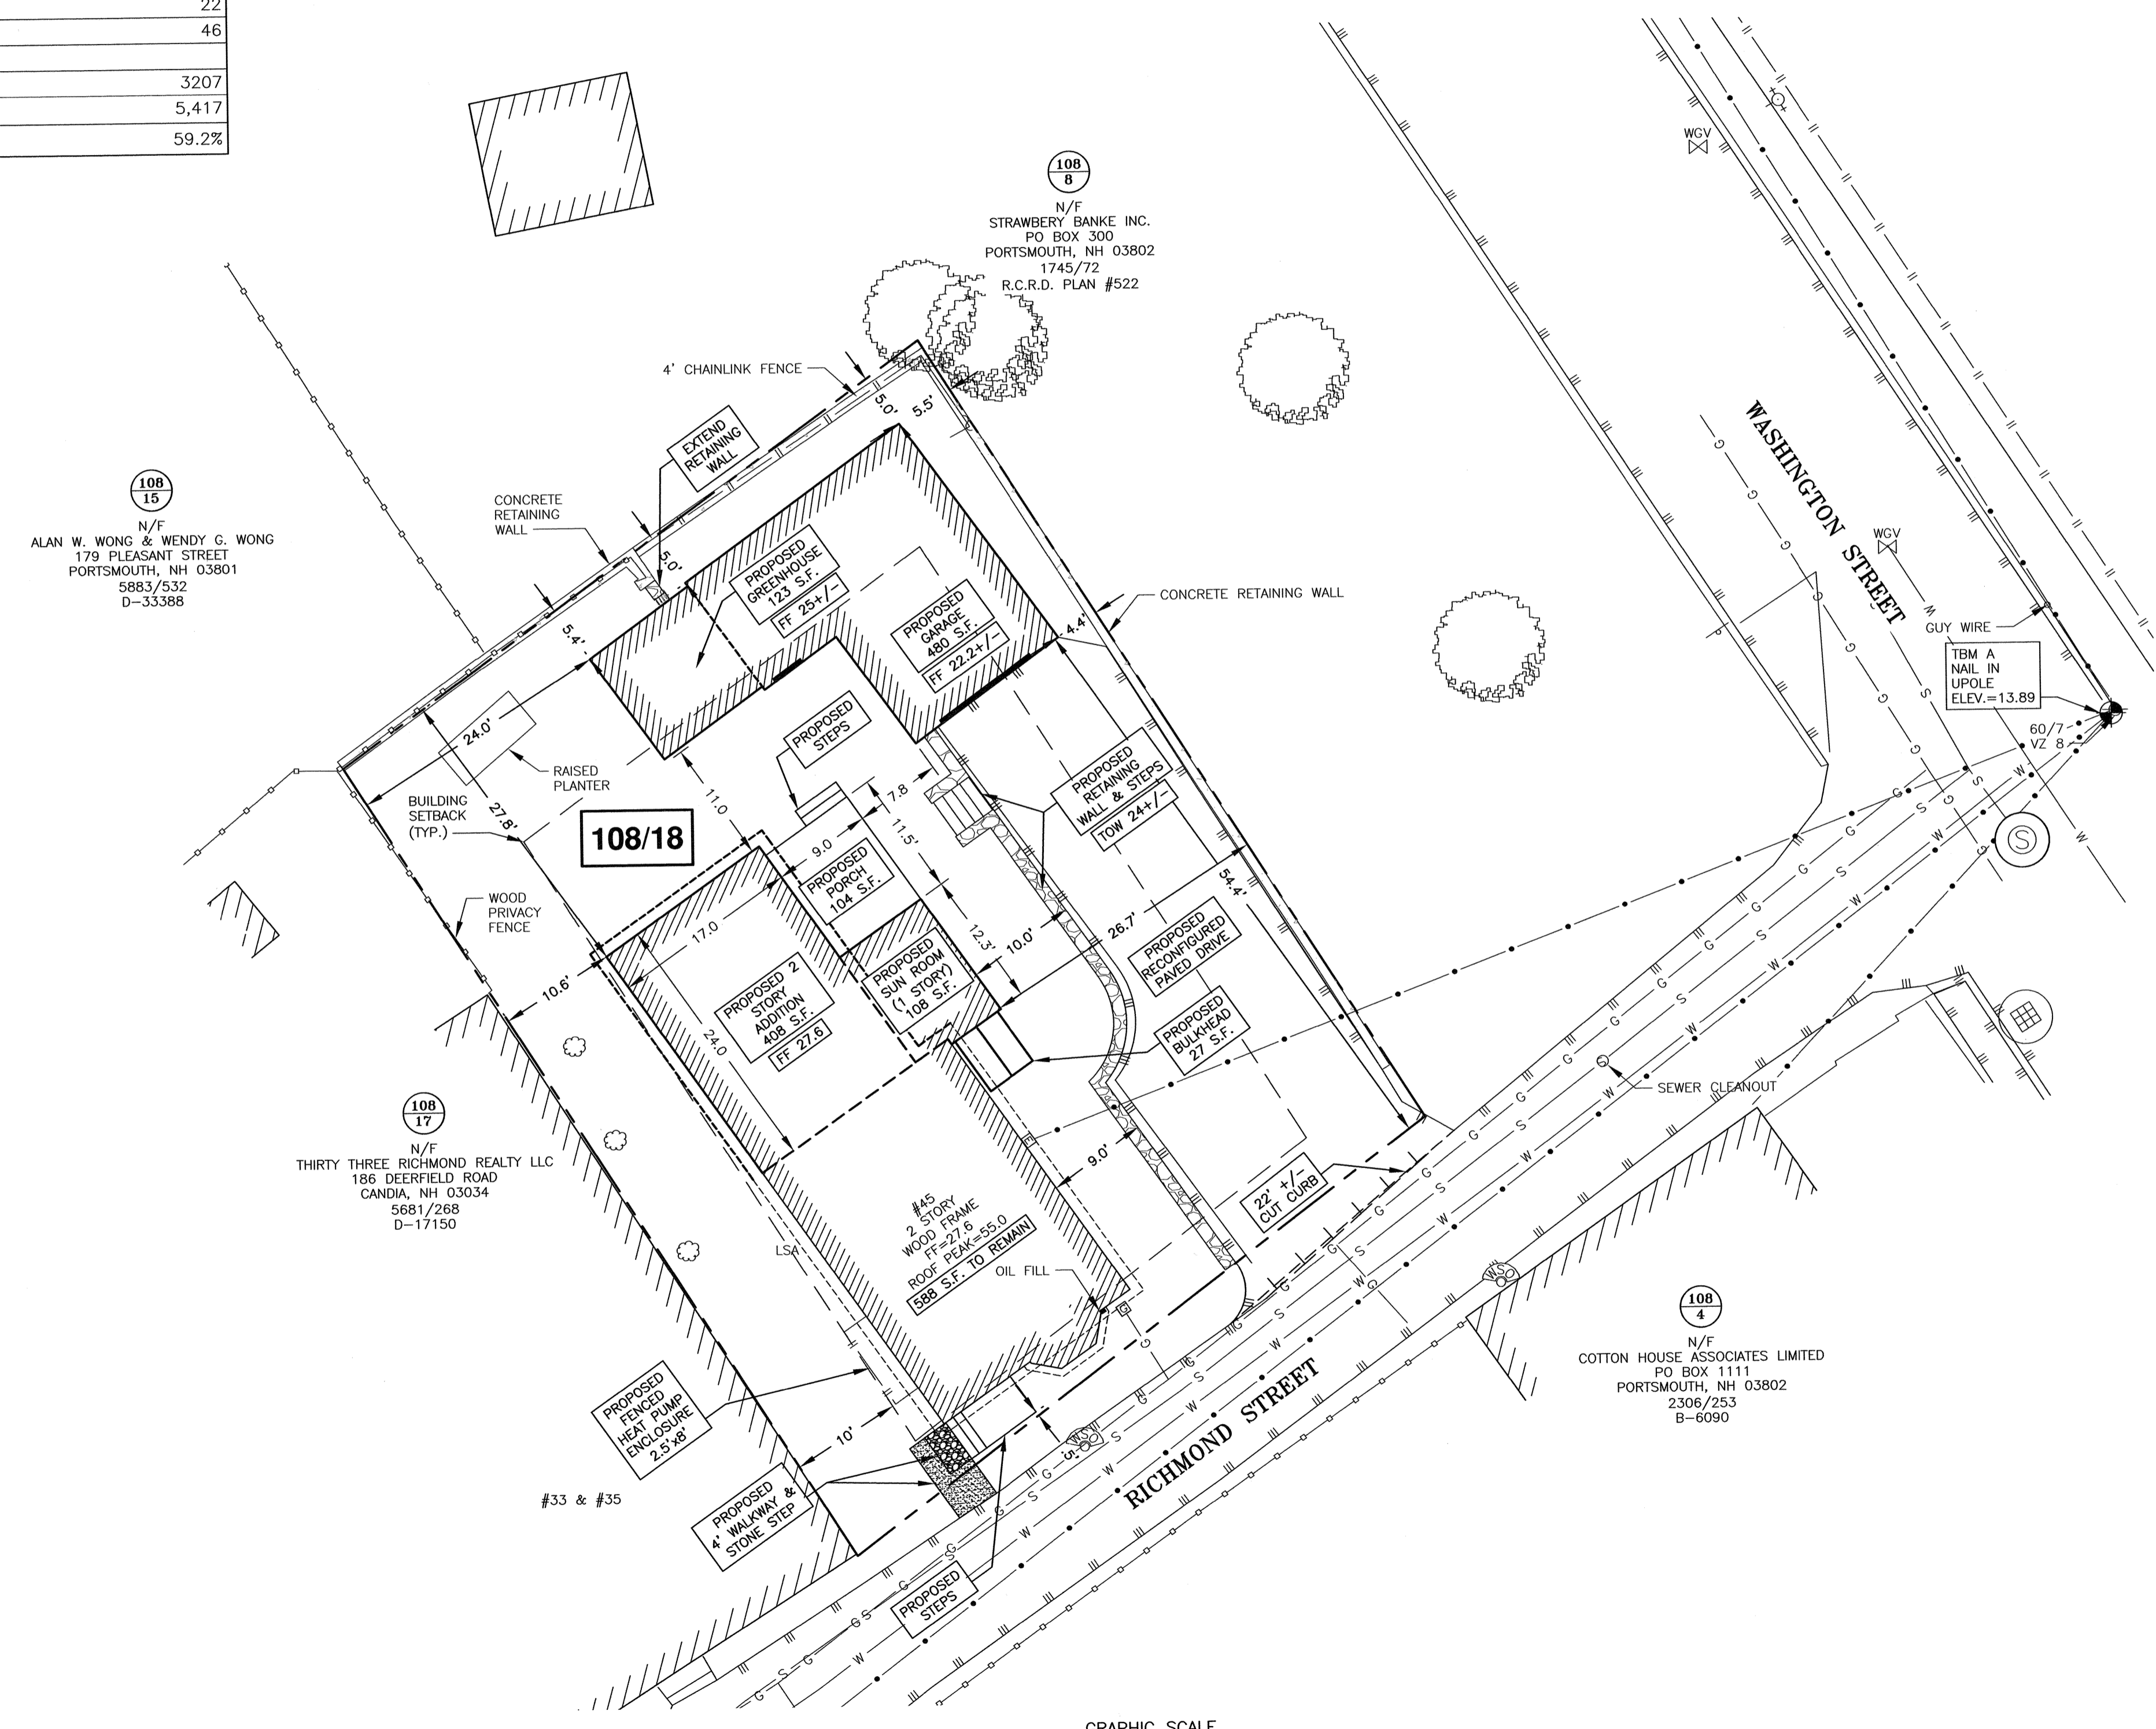 22
46
3207
5,417
59.2%
108
8
N/F
STRAWBERY BANKE INC.
PO BOX 300
PORTSMOUTH, NH 03802
1745/72
R.C.R.D. PLAN #522
WGV
4' CHAINLINK FENCE
5.0'
5.5'
EXTEND
RETAINING
WALL
CONCRETE
RETAINING
WALL
108
15
N/F
ALAN W. WONG & WENDY G. WONG
179 PLEASANT STREET
PORTSMOUTH, NH 03801
5883/532
D-33388
5.0'
5.4'
PROPOSED
GREENHOUSE
123 S.F.
FF 25+/-
PROPOSED
GARAGE
480 S.F.
FF 22.2+/-
4.4'
CONCRETE RETAINING WALL
WASHINGTON STREET
WGV
GUY WIRE
TBM A
NAIL IN
UPOLE
ELEV.=13.89
60/7
VZ 8
S
24.0'
RAISED
PLANTER
BUILDING
SETBACK
(TYP.)
27.8'
108/18
11.0
PROPOSED
STEPS
7.8
11.5'
9.0
PROPOSED
PORCH
104 S.F.
PROPOSED
RETAINING
WALL & STEPS
TOW 24+/-
54.4'
WOOD
PRIVACY
FENCE
10.6'
17.0
12.3'
10.0'
26.7'
PROPOSED
RECONFIGURED
PAVED DRIVE
PROPOSED 2
STORY
ADDITION
408 S.F.
FF 27.6
24.0
PROPOSED
SUN ROOM
(1 STORY)
108 S.F.
PROPOSED
BULKHEAD
27 S.F.
SEWER CLEANOUT
E
9.0'
108
17
N/F
THIRTY THREE RICHMOND REALTY LLC
186 DEERFIELD ROAD
CANDIA, NH 03034
5681/268
D-17150
LSA
#45
2 STORY
WOOD FRAME
FF=27.6
ROOF PEAK=55.0
588 S.F. TO REMAIN
OIL FILL
G
22' +/-
CUT CURB
WSO
108
4
N/F
COTTON HOUSE ASSOCIATES LIMITED
PO BOX 1111
PORTSMOUTH, NH 03802
2306/253
B-6090
PROPOSED
FENCED
HEAT PUMP
ENCLOSURE
2.5'x8'
10'
WSO
5'
RICHMOND STREET
#33 & #35
PROPOSED
4' WALKWAY &
STONE STEP
PROPOSED
STEPS
GRAPHIC SCALE